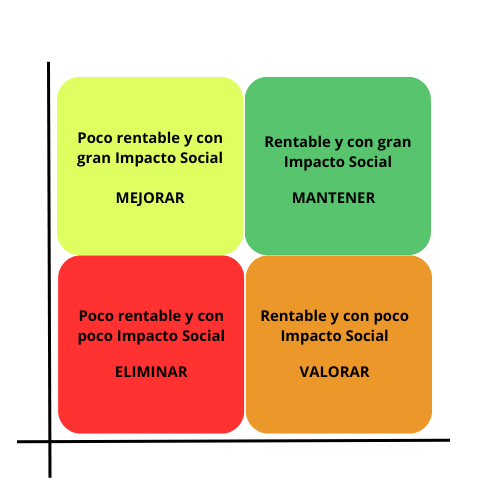 Poco rentable y con
gran Impacto Social
MEJORAR
Rentable y con gran
Impacto Social
MANTENER
Poco rentable y con
poco Impacto Social
ELIMINAR
Rentable y con poco
Impacto Social
VALORAR